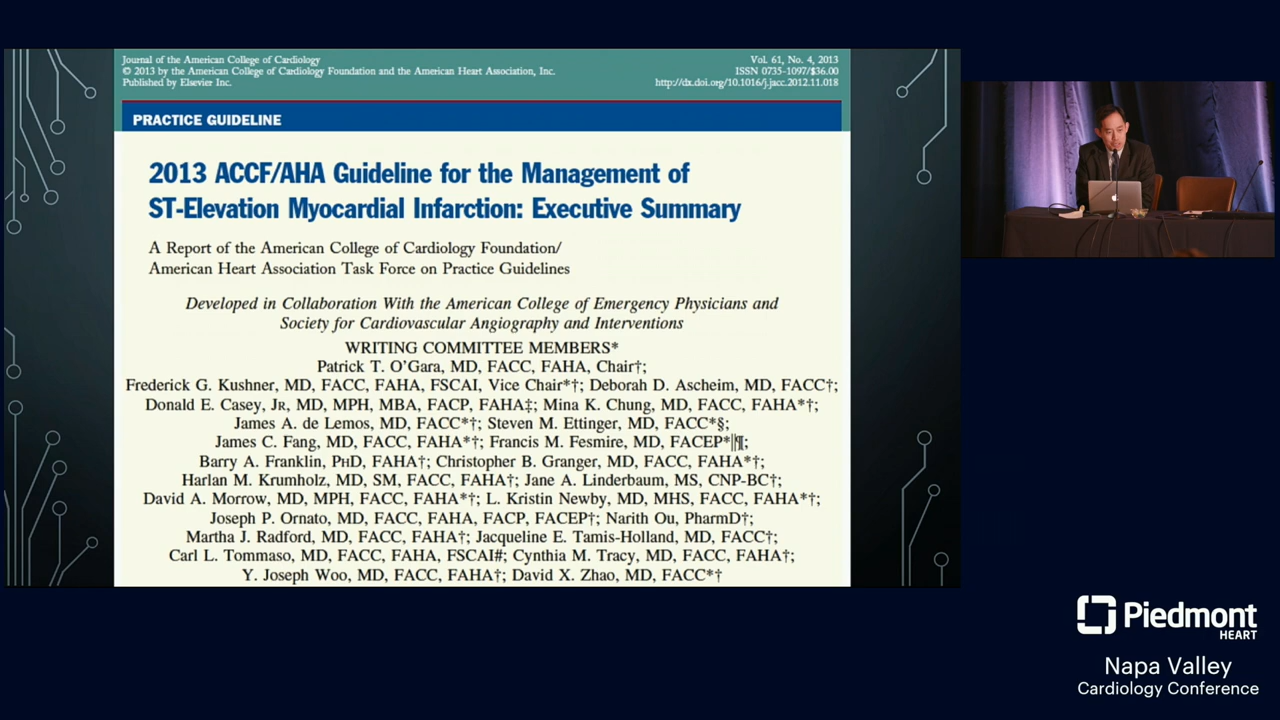 Journal of the American College of Cardiology
© 2013 by the American College of Cardiology Foundation and the American Heart Association, Inc.
Published by Elsevier Inc.
Vol. 61, No. 4, 2013
ISSN 0735-1097/$36.00
http://dx.doi.org/10.1016/j.jacc.2012.11.018
PRACTICE GUIDELINE
2013 ACCF/AHA Guideline for the Management of
ST-Elevation Myocardial Infarction: Executive Summary
A Report of the American College of Cardiology Foundation/
American Heart Association Task Force on Practice Guidelines
Developed in Collaboration With the American College of Emergency Physicians and
Society for Cardiovascular Angiography and Interventions
WRITING COMMITTEE MEMBERS*
Patrick T. O'Gara, MD, FACC, FAHA, Chair†;
Frederick G. Kushner, MD, FACC, FAHA, FSCAI, Vice Chair*†; Deborah D. Ascheim, MD, FACC†;
Donald E. Casey, JR, MD, MPH, MBA, FACP, FAHA‡; Mina K. Chung, MD, FACC, FAHA*†;
James A. de Lemos, MD, FACC*†; Steven M. Ettinger, MD, FACC*§;
James C. Fang, MD, FACC, FAHA*†; Francis M. Fesmire, MD, FACEP*‖¶;
Barry A. Franklin, PHD, FAHA†; Christopher B. Granger, MD, FACC, FAHA*†;
Harlan M. Krumholz, MD, SM, FACC, FAHA†; Jane A. Linderbaum, MS, CNP-BC†;
David A. Morrow, MD, MPH, FACC, FAHA*†; L. Kristin Newby, MD, MHS, FACC, FAHA*†;
Joseph P. Ornato, MD, FACC, FAHA, FACP, FACEP†; Narith Ou, PharmD†;
Martha J. Radford, MD, FACC, FAHA†; Jacqueline E. Tamis-Holland, MD, FACC†;
Carl L. Tommaso, MD, FACC, FAHA, FSCAI#; Cynthia M. Tracy, MD, FACC, FAHA†;
Y. Joseph Woo, MD, FACC, FAHA†; David X. Zhao, MD, FACC*†
Piedmont
HEART
Napa Valley
Cardiology Conference